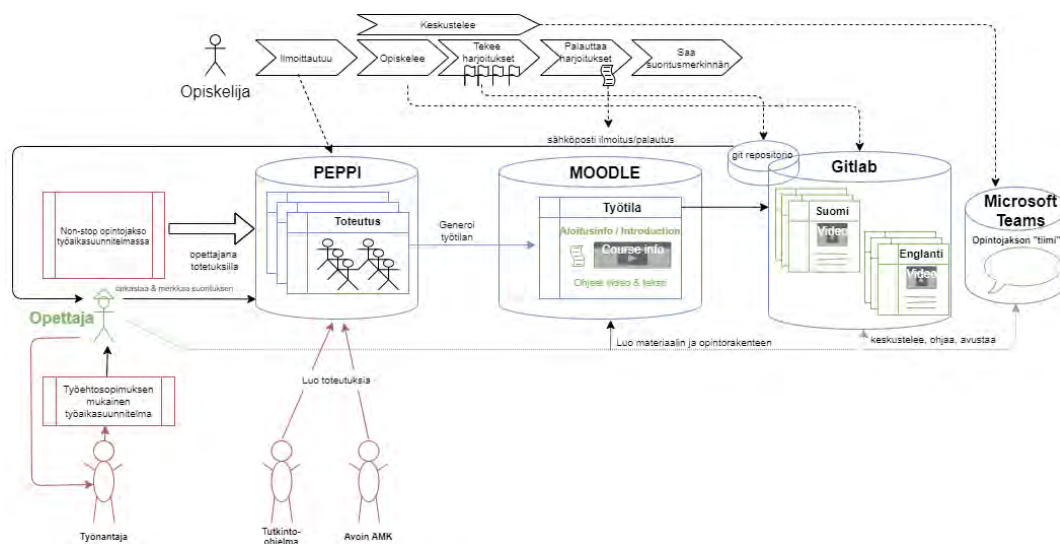 Keskustelee
Ilmoittautuu
Opiskelee
Tekee
harjoitukset
Palauttaa
harjoitukset
Saa
suoritusmerkinnän
Opiskelija
sähköposti ilmoitus/palautus
git repositorio
PEPPI
MOODLE
Gitlab
Microsoft
Teams
Opintojakson "tiimi"
Non-stop opintojakso
työaikasuunnitelmassa
opettajana
totetuksilla
Toteutus
Generoi
työtilan
Työtila
Aloitusinfo / Introduction
Course info
Ohjeet video & teksti
Suomi
Video
Englanti
Video
tarkastaa & merkkaa suorituksen
Opettaja
Luo materiaalin ja opintorakenteen
keskustelee, ohjaa, avustaa
Luo toteutuksia
Työehtosopimuksen
mukainen
työaikasuunnitelma
Työnantaja
Tutkinto-
ohjelma
Avoin AMK